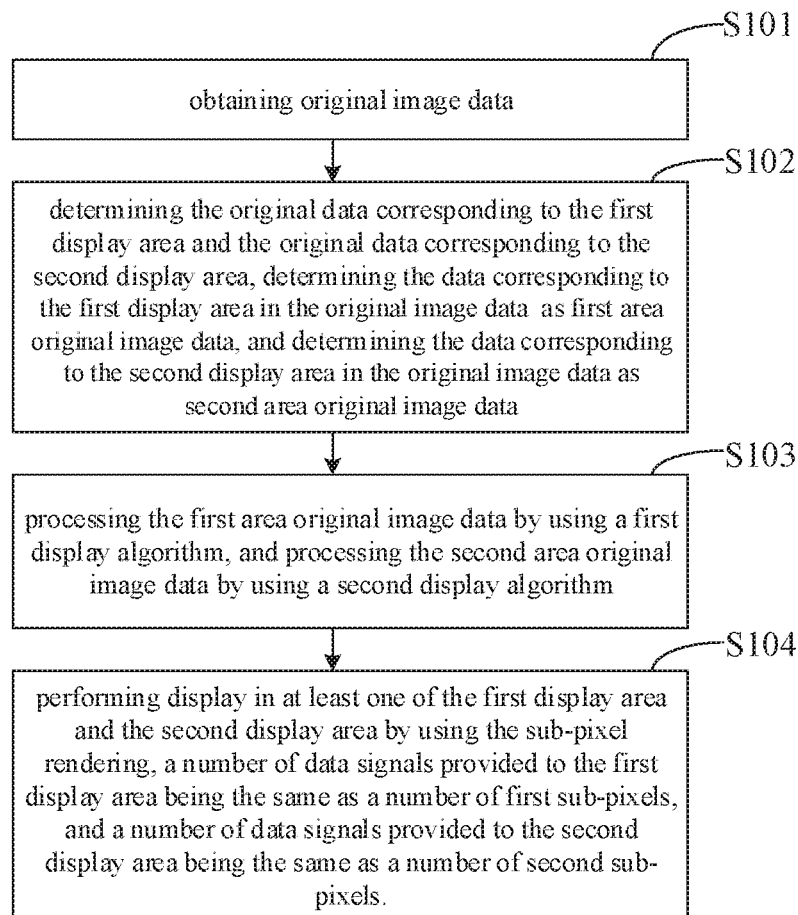 S101
obtaining original image data
S102
determining the original data corresponding to the first
display area and the original data corresponding to the
second display area, determining the data corresponding to
the first display area in the original image data as first area
original image data, and determining the data corresponding
to the second display area in the original image data as
second area original image data
S103
processing the first area original image data by using a first
display algorithm, and processing the second area original
image data by using a second display algorithm
S104
performing display in at least one of the first display area
and the second display area by using the sub-pixel
rendering, a number of data signals provided to the first
display area being the same as a number of first sub-pixels,
and a number of data signals provided to the second
display area being the same as a number of second sub-
pixels.